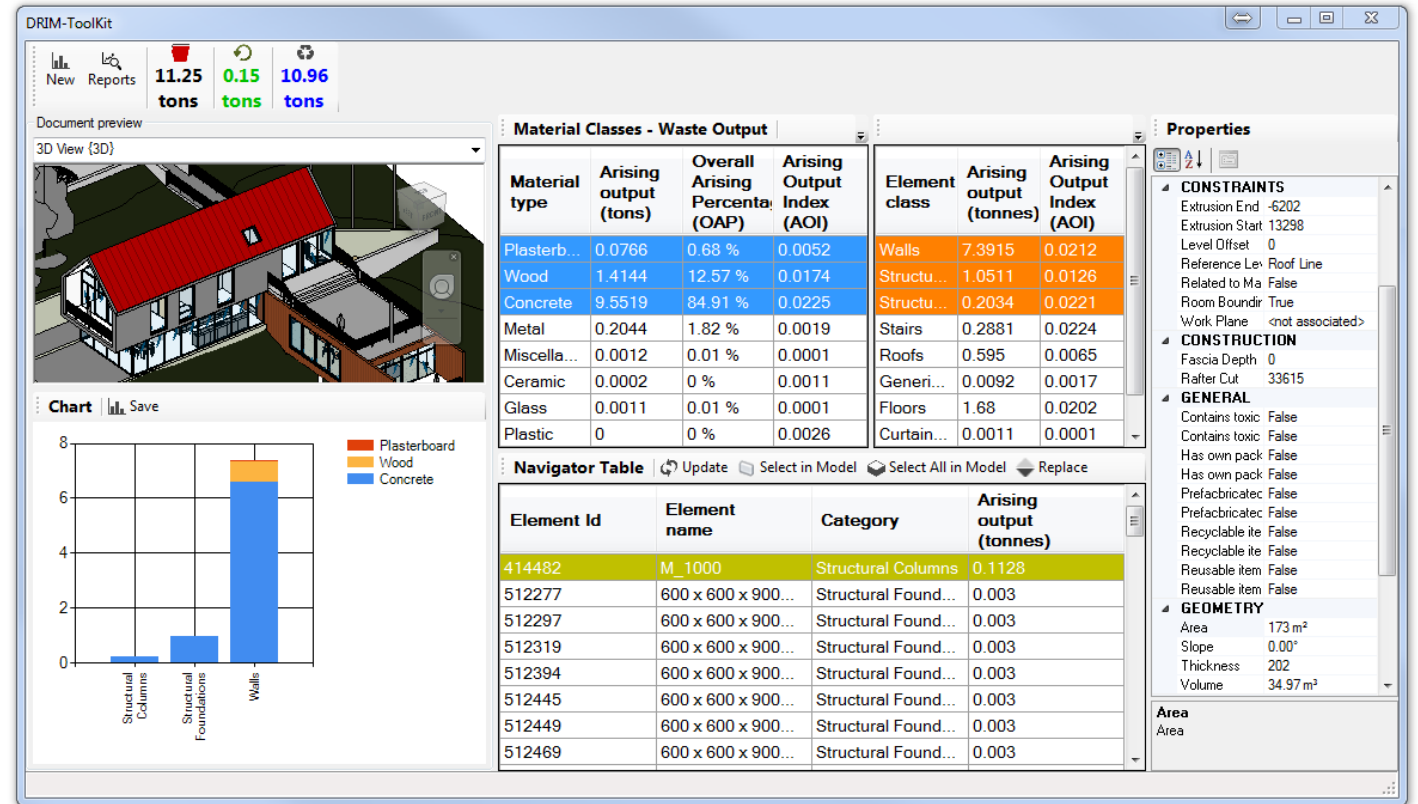 DRIM-ToolKit
New Reports 11.25 tons 0.15 tons 10.96 tons
Document preview
3D View {3D}
Chart Save
8
6
4
2
0
Structural Columns
Structural Foundations
Walls
Plasterboard
Wood
Concrete
Material Classes - Waste Output
Material type Arising output (tons) Overall Arising Percenta (OAP) Arising Output Index (AOI)
Plasterb... 0.0766 0.68 % 0.0052
Wood 1.4144 12.57 % 0.0174
Concrete 9.5519 84.91 % 0.0225
Metal 0.2044 1.82 % 0.0019
Miscella... 0.0012 0.01 % 0.0001
Ceramic 0.0002 0 % 0.0011
Glass 0.0011 0.01 % 0.0001
Plastic 0 0 % 0.0026
Element class Arising output (tonnes) Arising Output Index (AOI)
Walls 7.3915 0.0212
Structu... 1.0511 0.0126
Structu... 0.2034 0.0221
Stairs 0.2881 0.0224
Roofs 0.595 0.0065
Generi... 0.0092 0.0017
Floors 1.68 0.0202
Curtain... 0.0011 0.0001
Navigator Table Update Select in Model Select All in Model Replace
Element Id Element name Category Arising output (tonnes)
414482 M_1000 Structural Columns 0.1128
512277 600 x 600 x 900... Structural Found... 0.003
512297 600 x 600 x 900... Structural Found... 0.003
512319 600 x 600 x 900... Structural Found... 0.003
512394 600 x 600 x 900... Structural Found... 0.003
512445 600 x 600 x 900... Structural Found... 0.003
512449 600 x 600 x 900... Structural Found... 0.003
512469 600 x 600 x 900... Structural Found... 0.003
Properties
CONSTRAINTS
Extrusion End -6202
Extrusion Start 13298
Level Offset 0
Reference Lev Roof Line
Related to Ma False
Room Boundir True
Work Plane <not associated>
CONSTRUCTION
Fascia Depth 0
Rafter Cut 33615
GENERAL
Contains toxic False
Contains toxic False
Has own pack False
Has own pack False
Prefacbricatec False
Prefacbricatec False
Recyclable ite False
Recyclable ite False
Reusable item False
Reusable item False
GEOMETRY
Area 173 m²
Slope 0.00°
Thickness 202
Volume 34.97 m³
Area
Area